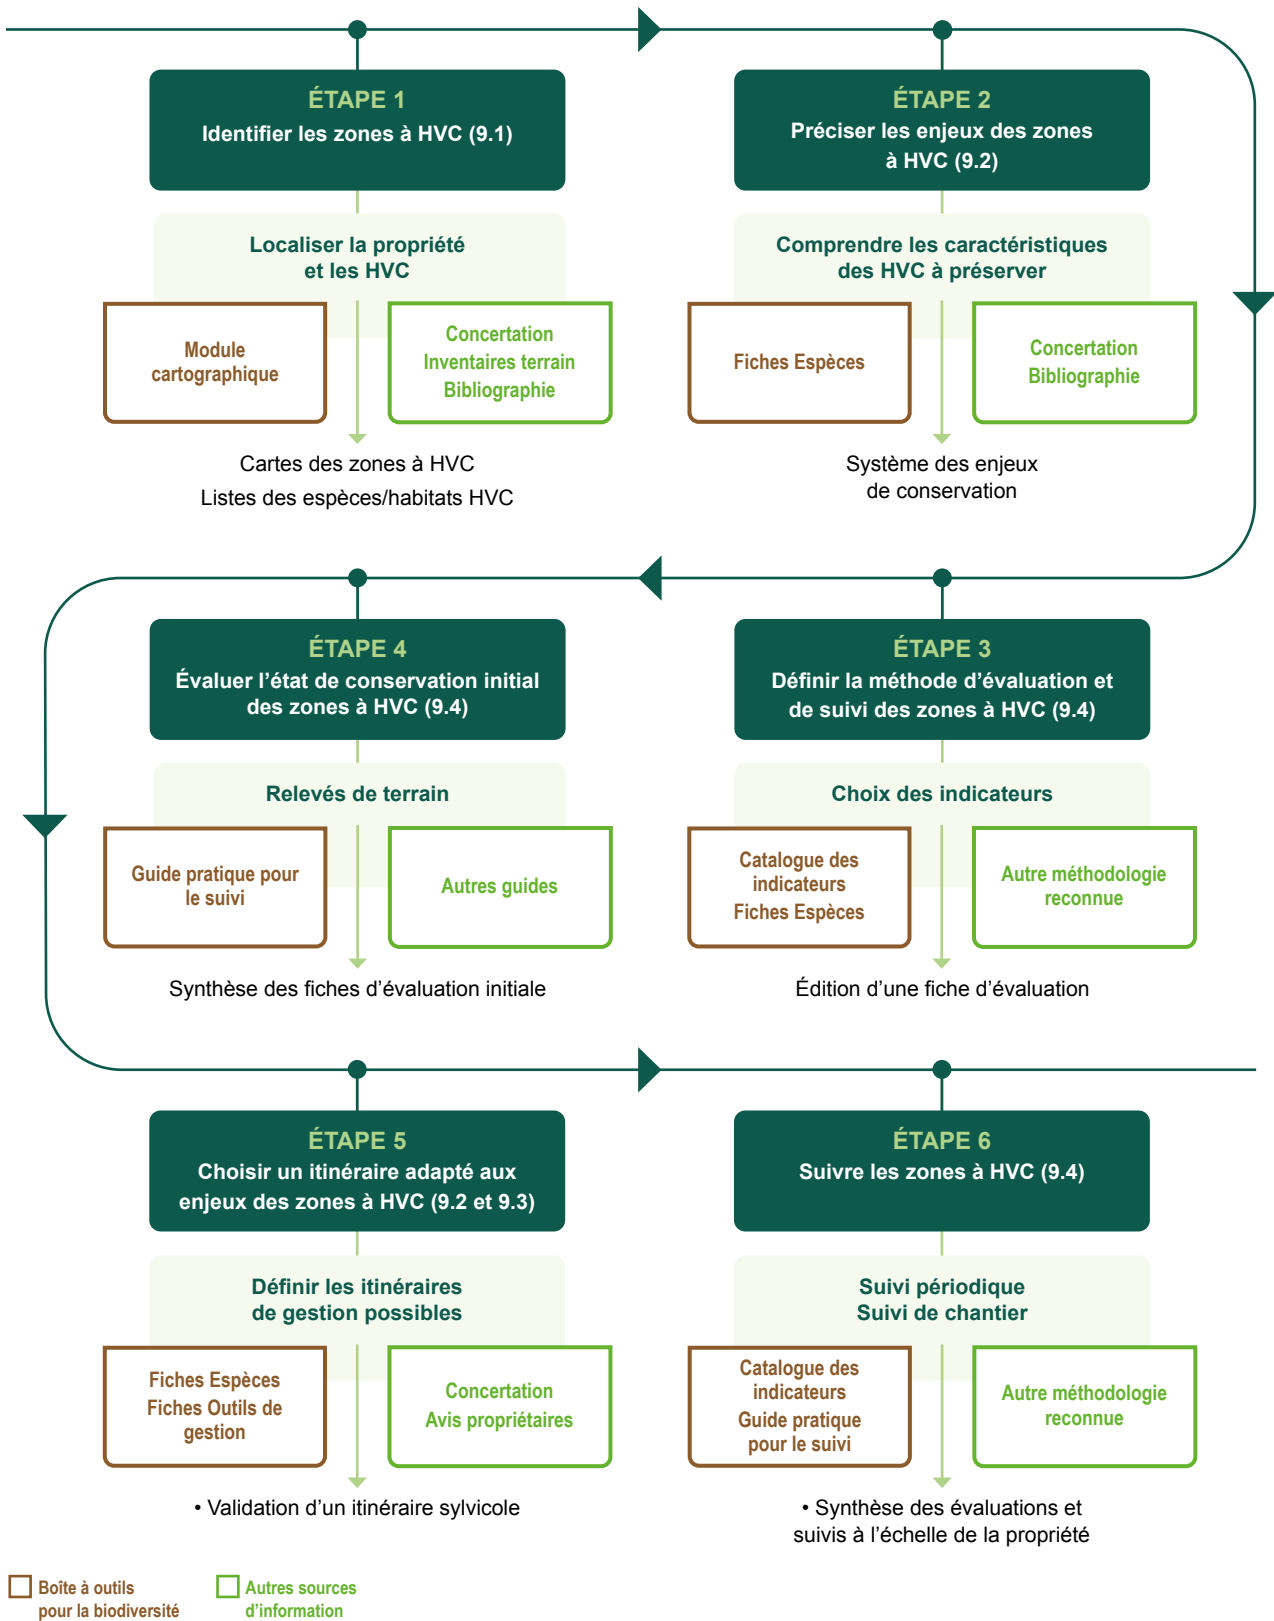 ÉTAPE 1
Identifier les zones à HVC (9.1)
Localiser la propriété
et les HVC
Module
cartographique
Concertation
Inventaires terrain
Bibliographie
Cartes des zones à HVC
Listes des espèces/habitats HVC
ÉTAPE 2
Préciser les enjeux des zones
à HVC (9.2)
Comprendre les caractéristiques
des HVC à préserver
Fiches Espèces
Concertation
Bibliographie
Système des enjeux
de conservation
ÉTAPE 3
Définir la méthode d’évaluation et
de suivi des zones à HVC (9.4)
Choix des indicateurs
Catalogue des
indicateurs
Fiches Espèces
Autre méthodologie
reconnue
Édition d’une fiche d’évaluation
ÉTAPE 4
Évaluer l’état de conservation initial
des zones à HVC (9.4)
Relevés de terrain
Guide pratique pour
le suivi
Autres guides
Synthèse des fiches d’évaluation initiale
ÉTAPE 5
Choisir un itinéraire adapté aux
enjeux des zones à HVC (9.2 et 9.3)
Définir les itinéraires
de gestion possibles
Fiches Espèces
Fiches Outils de
gestion
Concertation
Avis propriétaires
• Validation d’un itinéraire sylvicole
ÉTAPE 6
Suivre les zones à HVC (9.4)
Suivi périodique
Suivi de chantier
Catalogue des
indicateurs
Guide pratique
pour le suivi
Autre méthodologie
reconnue
• Synthèse des évaluations et
suivis à l’échelle de la propriété
Boîte à outils
pour la biodiversité
Autres sources
d’information